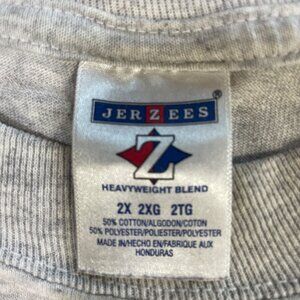 JERZEES®
Z
HEAVYWEIGHT BLEND
2X 2XG 2TG
50% COTTON/ALGODON/COTON
50% POLYESTER/POLIESTER/POLYESTER
MADE IN/HECHO EN/FABRIQUE AUX
HONDURAS